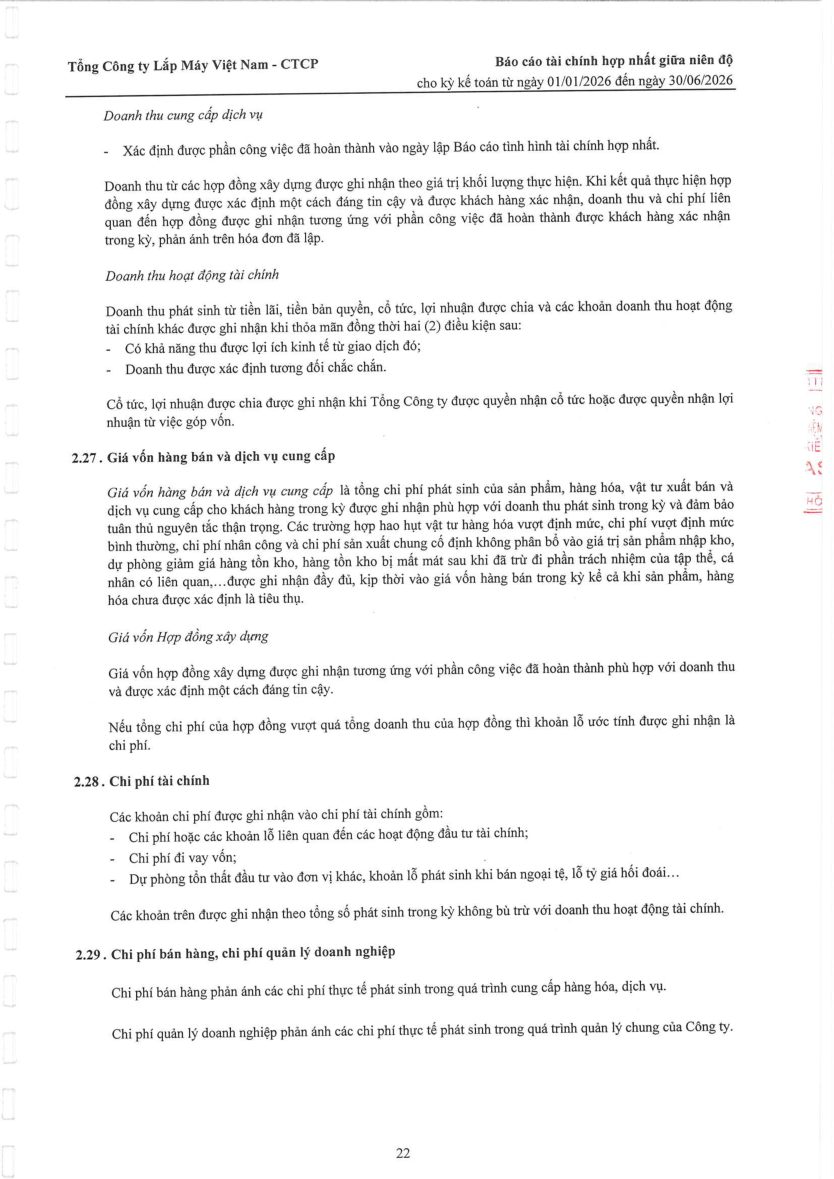 Tổng Công ty Lắp Máy Việt Nam - CTCP
Báo cáo tài chính hợp nhất giữa niên độ
cho kỳ kế toán từ ngày 01/01/2026 đến ngày 30/06/2026
Doanh thu cung cấp dịch vụ
- Xác định được phần công việc đã hoàn thành vào ngày lập Báo cáo tình hình tài chính hợp nhất.
Doanh thu từ các hợp đồng xây dựng được ghi nhận theo giá trị khối lượng thực hiện. Khi kết quả thực hiện hợp
đồng xây dựng được xác định một cách đáng tin cậy và được khách hàng xác nhận, doanh thu và chi phí liên
quan đến hợp đồng được ghi nhận tương ứng với phần công việc đã hoàn thành được khách hàng xác nhận
trong kỳ, phản ánh trên hóa đơn đã lập.
Doanh thu hoạt động tài chính
Doanh thu phát sinh từ tiền lãi, tiền bản quyền, cổ tức, lợi nhuận được chia và các khoản doanh thu hoạt động
tài chính khác được ghi nhận khi thỏa mãn đồng thời hai (2) điều kiện sau:
- Có khả năng thu được lợi ích kinh tế từ giao dịch đó;
- Doanh thu được xác định tương đối chắc chắn.
Cổ tức, lợi nhuận được chia được ghi nhận khi Tổng Công ty được quyền nhận cổ tức hoặc được quyền nhận lợi
nhuận từ việc góp vốn.
2.27. Giá vốn hàng bán và dịch vụ cung cấp
Giá vốn hàng bán và dịch vụ cung cấp là tổng chi phí phát sinh của sản phẩm, hàng hóa, vật tư xuất bán và
dịch vụ cung cấp cho khách hàng trong kỳ được ghi nhận phù hợp với doanh thu phát sinh trong kỳ và đảm bảo
tuân thủ nguyên tắc thận trọng. Các trường hợp hao hụt vật tư hàng hóa vượt định mức, chi phí vượt định mức
bình thường, chi phí nhân công và chi phí sản xuất chung cố định không phân bổ vào giá trị sản phẩm nhập kho,
dự phòng giảm giá hàng tồn kho, hàng tồn kho bị mất mát sau khi đã trừ đi phần trách nhiệm của tập thể, cá
nhân có liên quan,...được ghi nhận đầy đủ, kịp thời vào giá vốn hàng bán trong kỳ kể cả khi sản phẩm, hàng
hóa chưa được xác định là tiêu thụ.
Giá vốn Hợp đồng xây dựng
Giá vốn hợp đồng xây dựng được ghi nhận tương ứng với phần công việc đã hoàn thành phù hợp với doanh thu
và được xác định một cách đáng tin cậy.
Nếu tổng chi phí của hợp đồng vượt quá tổng doanh thu của hợp đồng thì khoản lỗ ước tính được ghi nhận là
chi phí.
2.28. Chi phí tài chính
Các khoản chi phí được ghi nhận vào chi phí tài chính gồm:
- Chi phí hoặc các khoản lỗ liên quan đến các hoạt động đầu tư tài chính;
- Chi phí đi vay vốn;
- Dự phòng tổn thất đầu tư vào đơn vị khác, khoản lỗ phát sinh khi bán ngoại tệ, lỗ tỷ giá hối đoái...
Các khoản trên được ghi nhận theo tổng số phát sinh trong kỳ không bù trừ với doanh thu hoạt động tài chính.
2.29. Chi phí bán hàng, chi phí quản lý doanh nghiệp
Chi phí bán hàng phản ánh các chi phí thực tế phát sinh trong quá trình cung cấp hàng hóa, dịch vụ.
Chi phí quản lý doanh nghiệp phản ánh các chi phí thực tế phát sinh trong quá trình quản lý chung của Công ty.
22